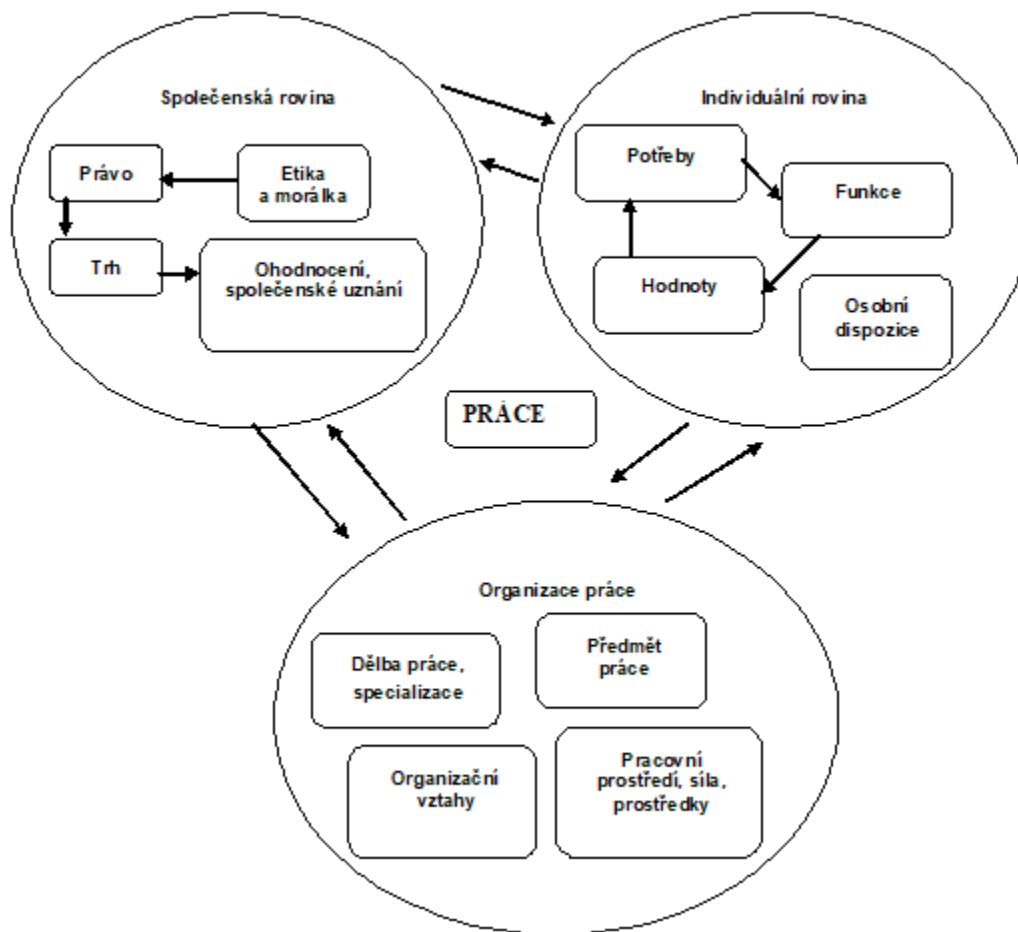 Společenská rovina
Právo
Etika
a morálka
Trh
Ohodnocení,
společenské uznání
Individuální rovina
Potřeby
Funkce
Hodnoty
Osobní
dispozice
PRÁCE
Organizace práce
Dělba práce,
specializace
Předmět
práce
Organizační
vztahy
Pracovní
prostředí, síla,
prostředky